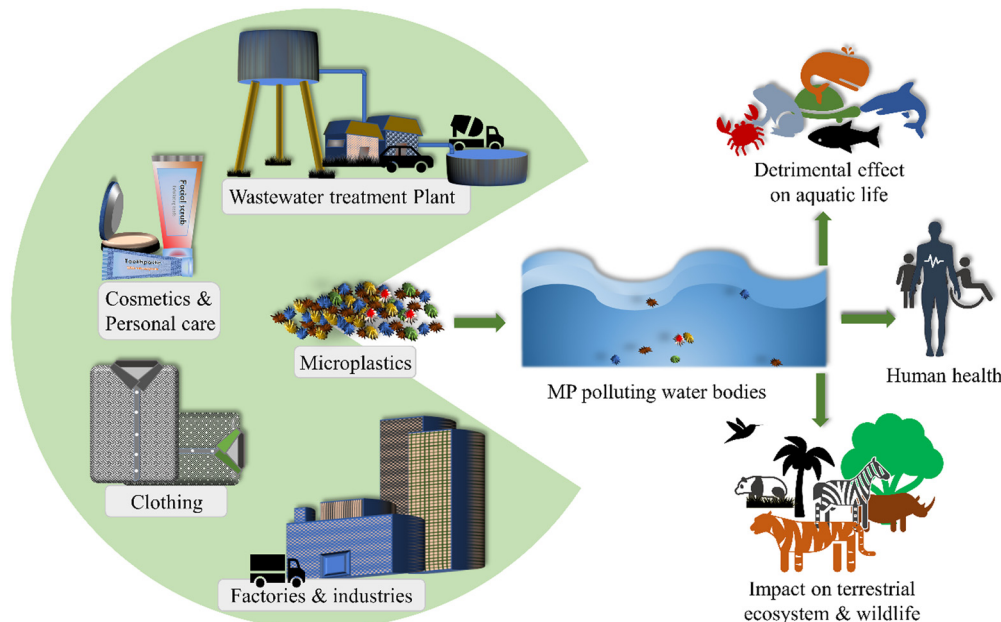 Wastewater treatment Plant
Facial scrub
Toothpaste
Cosmetics &
Personal care
Microplastics
Clothing
Factories & industries
MP polluting water bodies
Detrimental effect
on aquatic life
Human health
Impact on terrestrial
ecosystem & wildlife